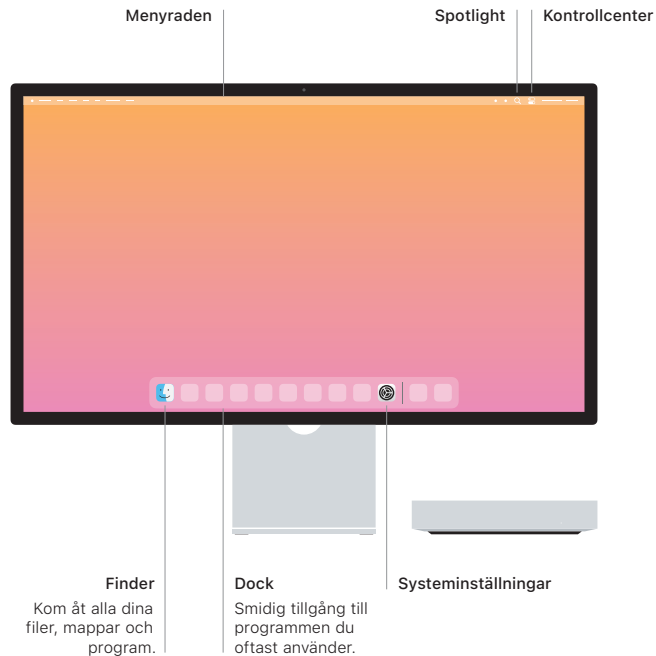 Menyraden
Spotlight
Kontrollcenter
Finder
Kom åt alla dina
filer, mappar och
program.
Dock
Smidig tillgång till
programmen du
oftast använder.
Systeminställningar